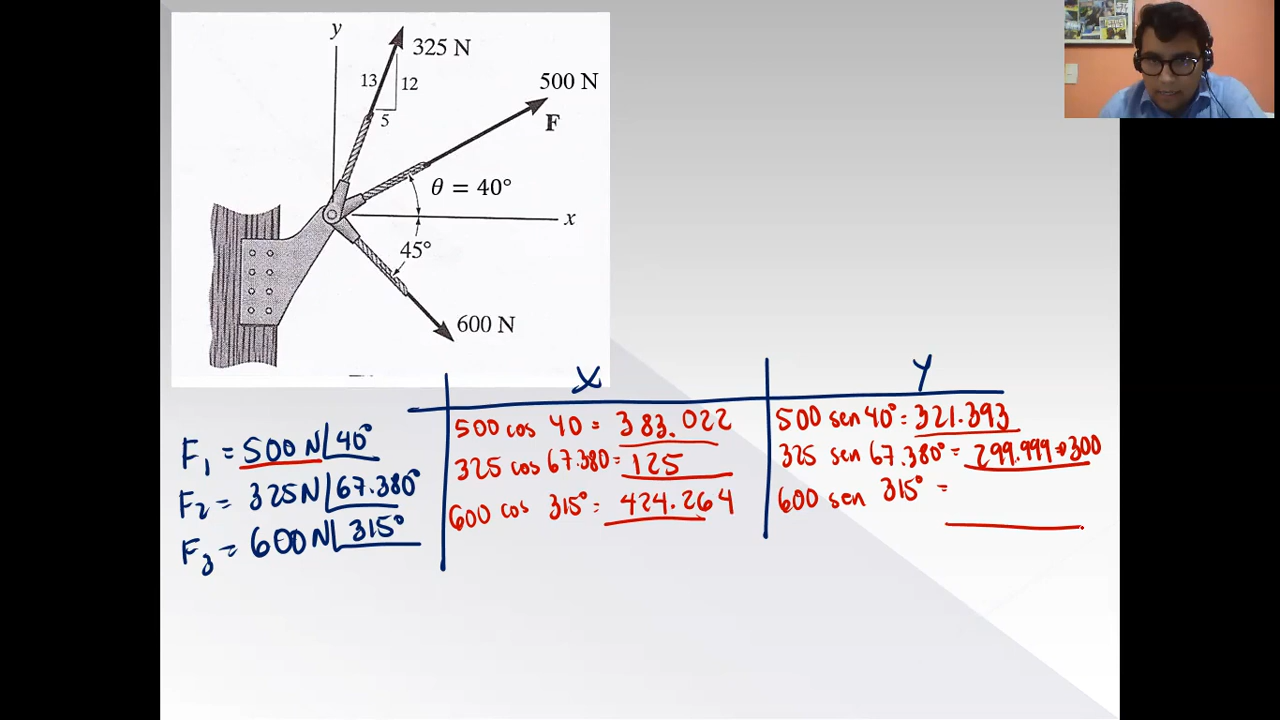 y
325 N
13
12
5
500 N
F
θ = 40°
x
45°
600 N
X
Y
F₁ = 500 N 40°
F₂ = 325N 67.380°
F₃ = 600N 315°
500 cos 40 = 383.022
325 cos 67.380 = 125
600 cos 315° = 424.264
500 sen 40° = 321.393
325 sen 67.380° = 299.999 → 300
600 sen 315° =